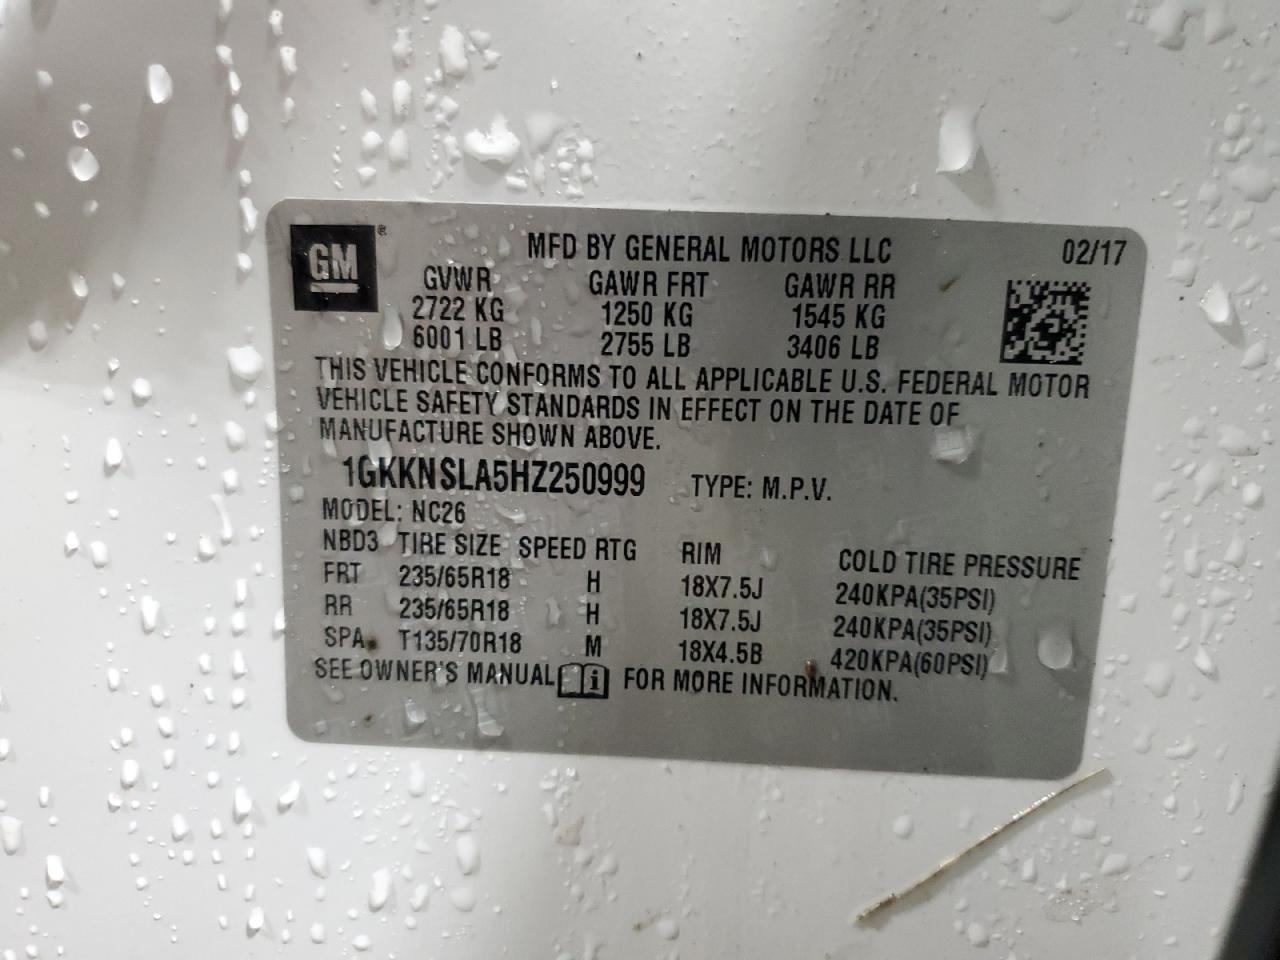 GM ®
MFD BY GENERAL MOTORS LLC 02/17
GVWR GAWR FRT GAWR RR
2722 KG 1250 KG 1545 KG
6001 LB 2755 LB 3406 LB
THIS VEHICLE CONFORMS TO ALL APPLICABLE U.S. FEDERAL MOTOR
VEHICLE SAFETY STANDARDS IN EFFECT ON THE DATE OF
MANUFACTURE SHOWN ABOVE.
1GKKNSLA5HZ250999 TYPE: M.P.V.
MODEL: NC26
NBD3 TIRE SIZE SPEED RTG RIM COLD TIRE PRESSURE
FRT 235/65R18 H 18X7.5J 240KPA(35PSI)
RR 235/65R18 H 18X7.5J 240KPA(35PSI)
SPA T135/70R18 M 18X4.5B 420KPA(60PSI)
SEE OWNER'S MANUAL i FOR MORE INFORMATION.